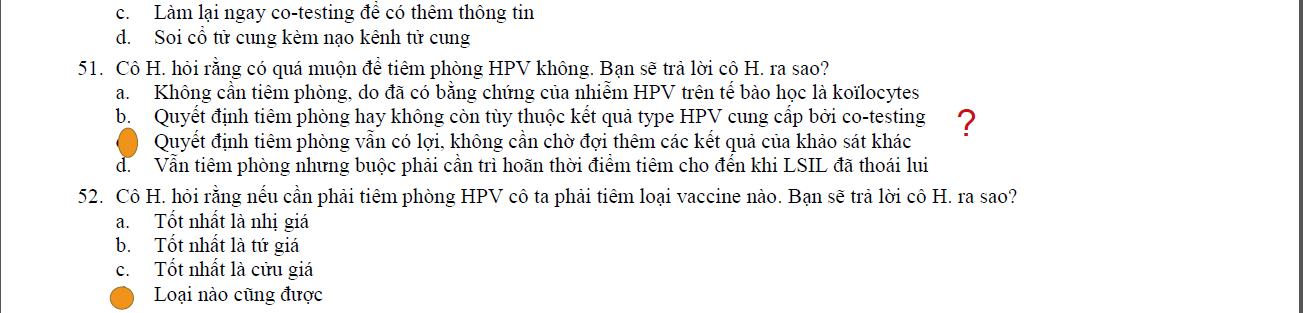 c. Làm lại ngay co-testing để có thêm thông tin
d. Soi cổ tử cung kèm nạo kênh tử cung
51. Cô H. hỏi rằng có quá muộn để tiêm phòng HPV không. Bạn sẽ trả lời cô H. ra sao?
a. Không cần tiêm phòng, do đã có bằng chứng của nhiễm HPV trên tế bào học là koïlocytes
b. Quyết định tiêm phòng hay không còn tùy thuộc kết quả type HPV cung cấp bởi co-testing
?
Quyết định tiêm phòng vẫn có lợi, không cần chờ đợi thêm các kết quả của khảo sát khác
d. Vẫn tiêm phòng nhưng buộc phải cần trì hoãn thời điểm tiêm cho đến khi LSIL đã thoái lui
52. Cô H. hỏi rằng nếu cần phải tiêm phòng HPV cô ta phải tiêm loại vaccine nào. Bạn sẽ trả lời cô H. ra sao?
a. Tốt nhất là nhị giá
b. Tốt nhất là tứ giá
c. Tốt nhất là cửu giá
Loại nào cũng được